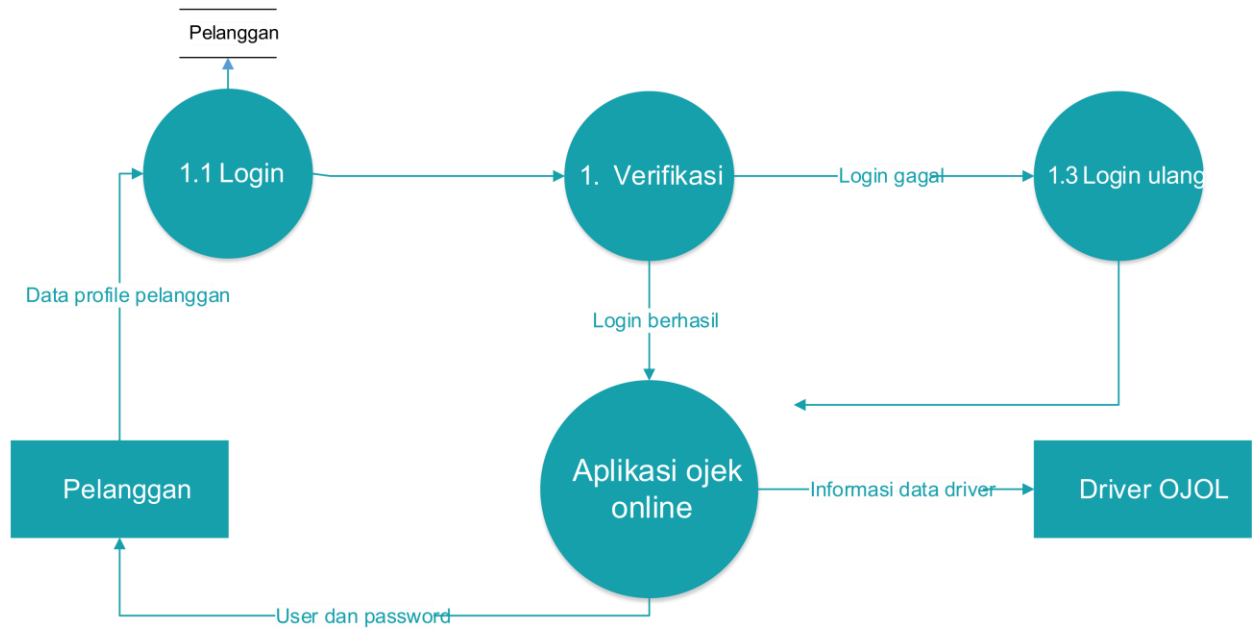 Pelanggan
1.1 Login
1. Verifikasi
Login gagal
1.3 Login ulang
Data profile pelanggan
Login berhasil
Pelanggan
Aplikasi ojek
online
Informasi data driver
Driver OJOL
User dan password